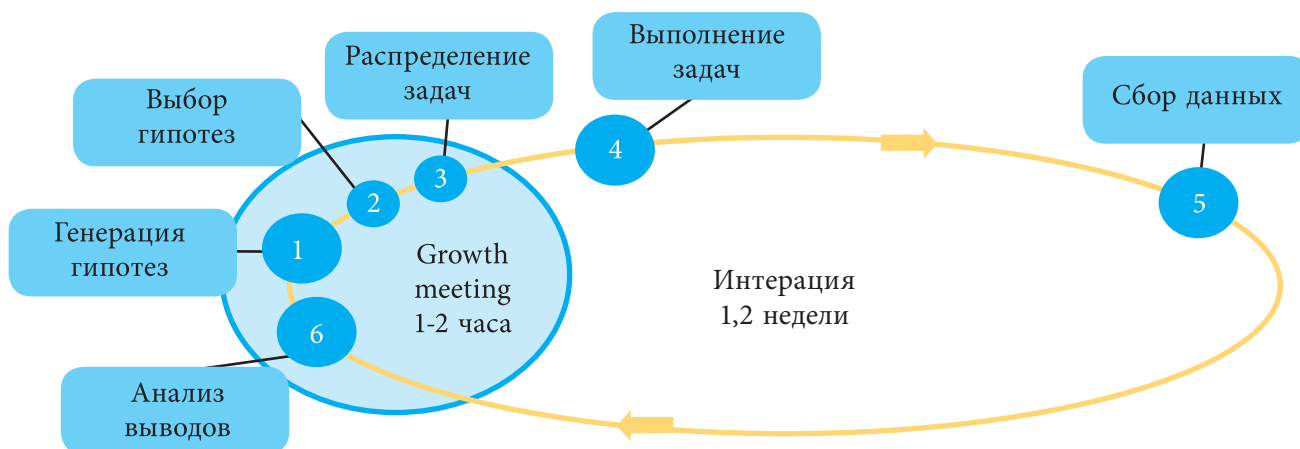 Генерация
гипотез
1
Выбор
гипотез
2
Распределение
задач
3
Выполнение
задач
4
Сбор данных
5
Анализ
выводов
6
Growth
meeting
1-2 часа
Интерация
1,2 недели